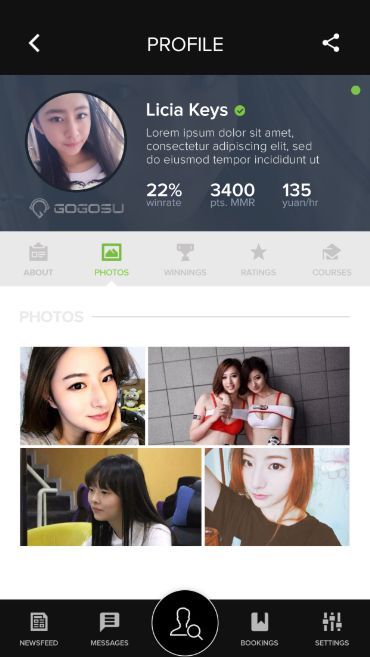 PROFILE
Licia Keys
Lorem ipsum dolor sit amet,
consectetur adipiscing elit, sed
do eiusmod tempor incididunt ut
22% 3400 135
winrate pts. MMR yuan/hr
GOGOSU
ABOUT PHOTOS WINNINGS RATINGS COURSES
PHOTOS
NEWSFEED MESSAGES BOOKINGS SETTINGS